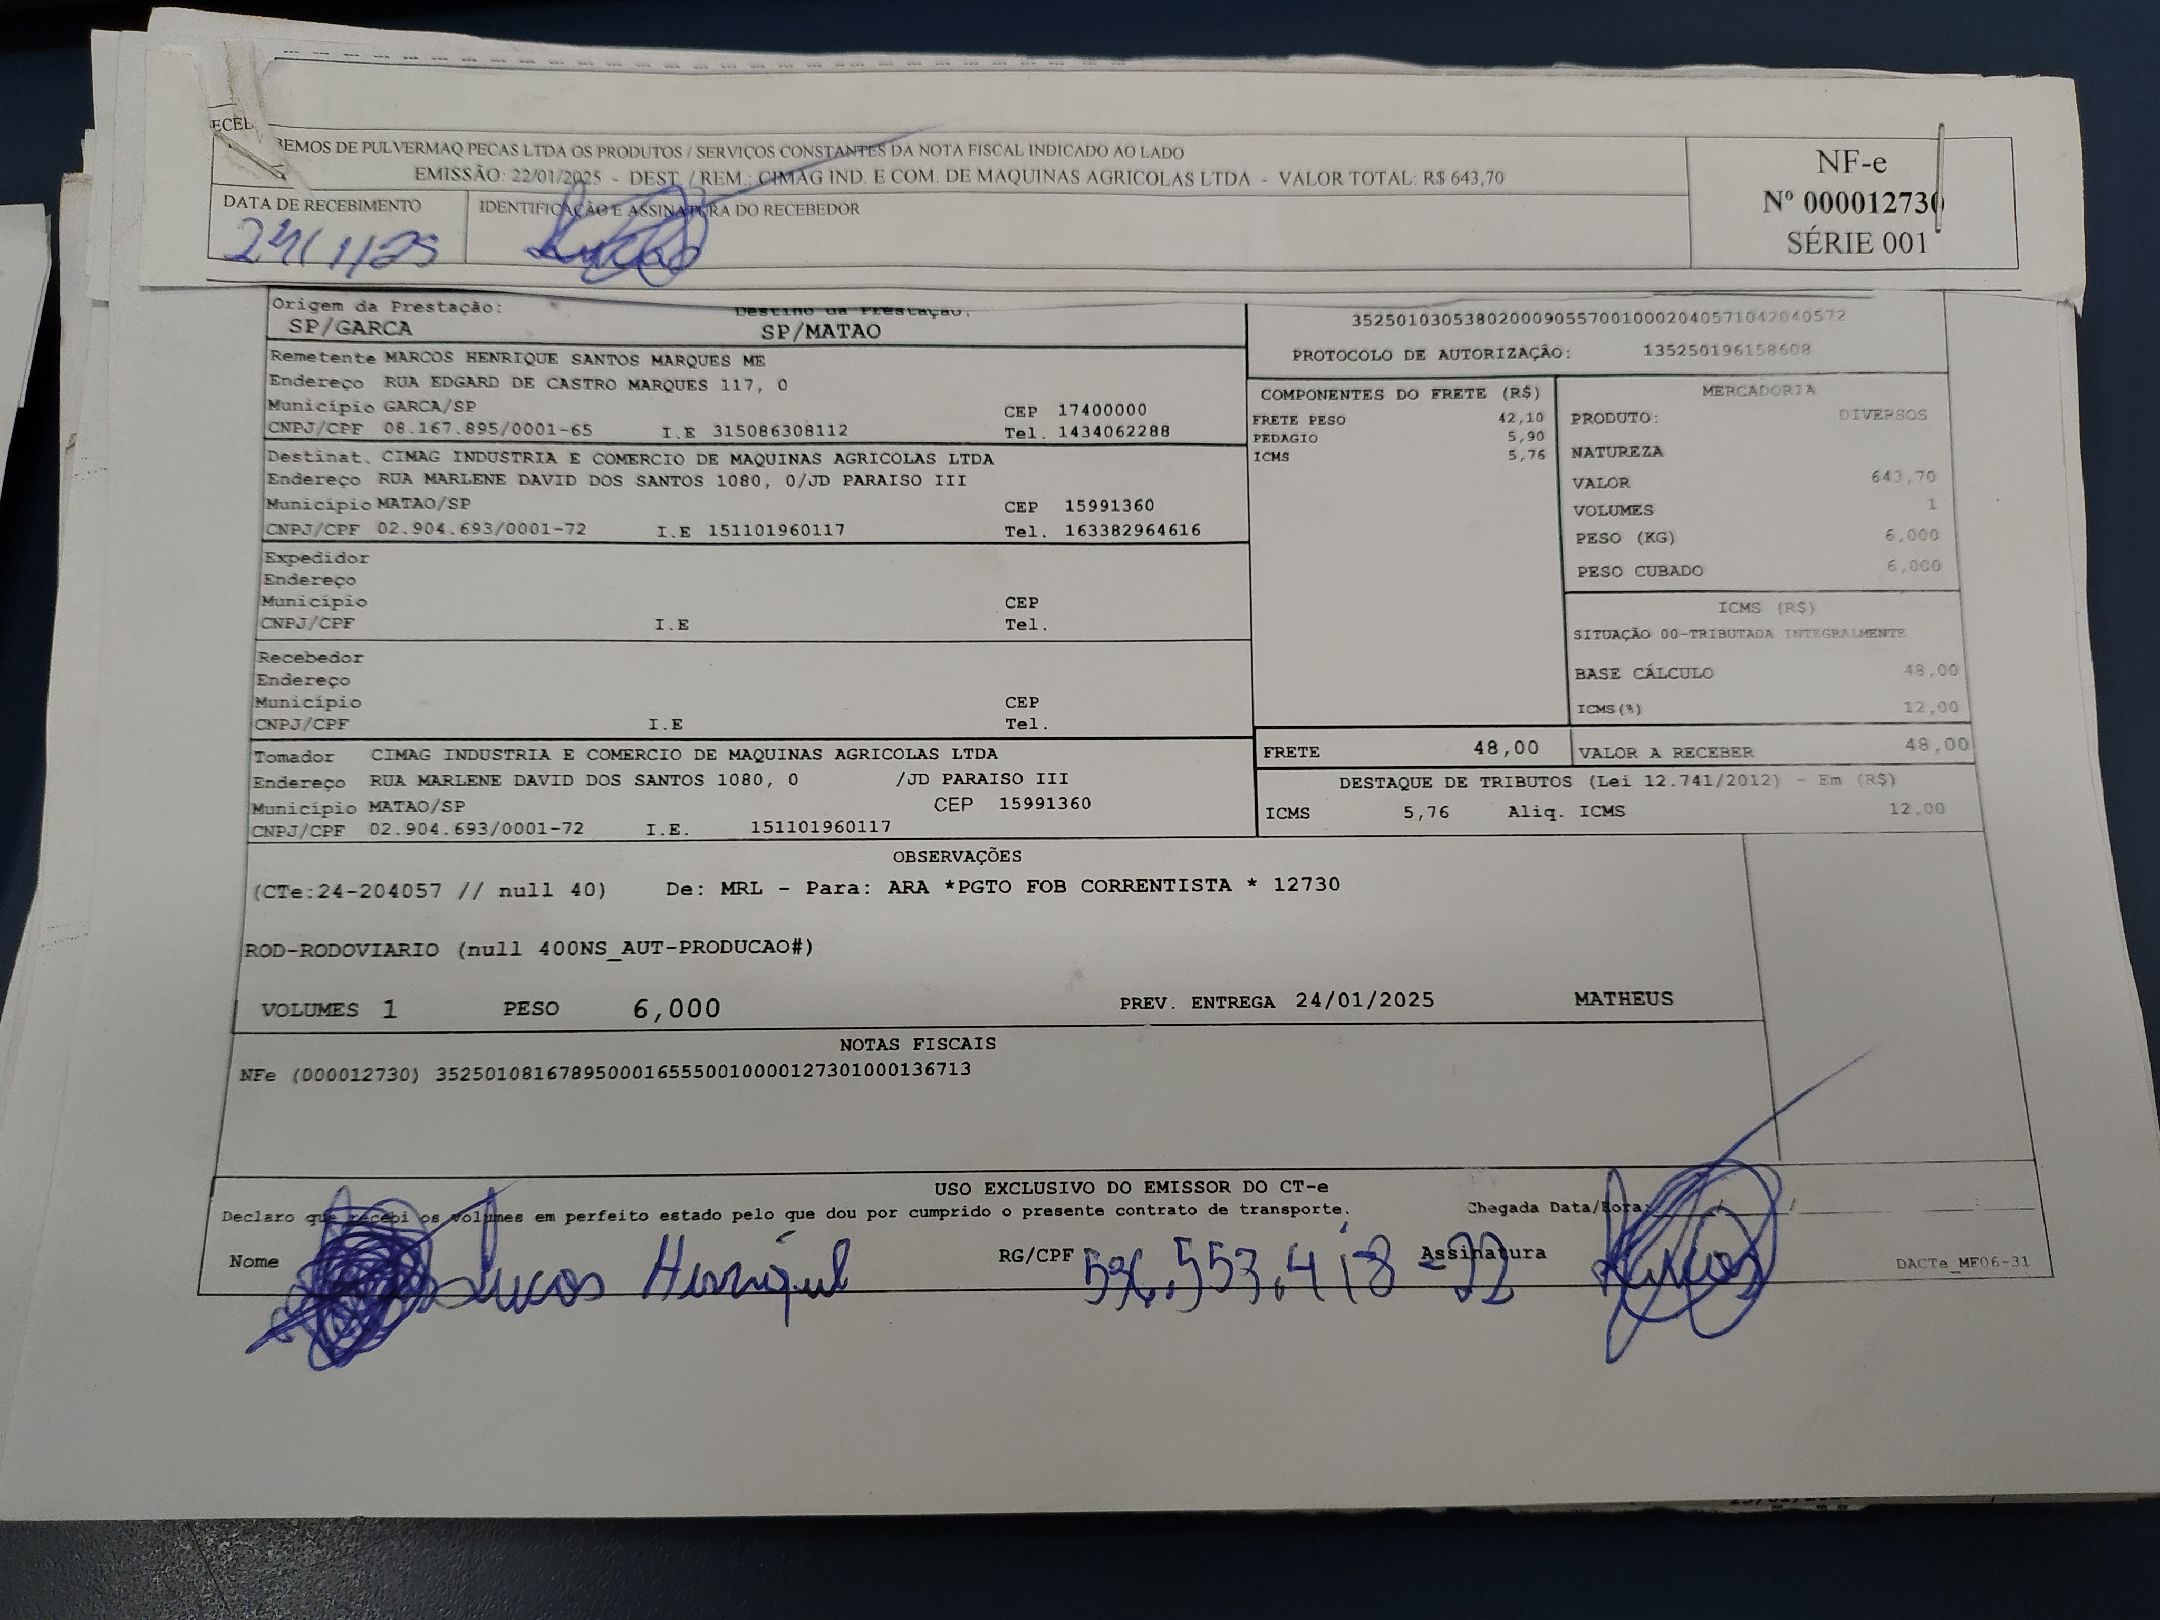 ECEB
BEMOS DE PULVERMAQ PECAS LTDA OS PRODUTOS / SERVIÇOS CONSTANTES DA NOTA FISCAL INDICADO AO LADO
EMISSÃO: 22/01/2025 - DEST. / REM.: CIMAG IND. E COM. DE MAQUINAS AGRICOLAS LTDA - VALOR TOTAL: R$ 643,70
NF-e
Nº 000012730
SÉRIE 001
DATA DE RECEBIMENTO
24/1/25
IDENTIFICAÇÃO E ASSINATURA DO RECEBEDOR
Origem da Prestação:
SP/GARCA
Destino da Prestação:
SP/MATAO
35250103053802000905570010002040571042040572
PROTOCOLO DE AUTORIZAÇÃO: 135250196158608
Remetente MARCOS HENRIQUE SANTOS MARQUES ME
Endereço RUA EDGARD DE CASTRO MARQUES 117, 0
Município GARCA/SP CEP 17400000
CNPJ/CPF 08.167.895/0001-65 I.E 315086308112 Tel. 1434062288
Destinat. CIMAG INDUSTRIA E COMERCIO DE MAQUINAS AGRICOLAS LTDA
Endereço RUA MARLENE DAVID DOS SANTOS 1080, 0/JD PARAISO III
Município MATAO/SP CEP 15991360
CNPJ/CPF 02.904.693/0001-72 I.E 151101960117 Tel. 163382964616
Expedidor
Endereço
Município CEP
CNPJ/CPF I.E Tel.
Recebedor
Endereço
Município CEP
CNPJ/CPF I.E Tel.
Tomador CIMAG INDUSTRIA E COMERCIO DE MAQUINAS AGRICOLAS LTDA
Endereço RUA MARLENE DAVID DOS SANTOS 1080, 0 /JD PARAISO III
Município MATAO/SP CEP 15991360
CNPJ/CPF 02.904.693/0001-72 I.E. 151101960117
COMPONENTES DO FRETE (R$)
FRETE PESO 42,10
PEDAGIO 5,90
ICMS 5,76
MERCADORIA
PRODUTO: DIVERSOS
NATUREZA
VALOR 643,70
VOLUMES 1
PESO (KG) 6,000
PESO CUBADO 6,000
ICMS (R$)
SITUAÇÃO 00-TRIBUTADA INTEGRALMENTE
BASE CÁLCULO 48,00
ICMS(%) 12,00
FRETE 48,00 VALOR A RECEBER 48,00
DESTAQUE DE TRIBUTOS (Lei 12.741/2012) - Em (R$)
ICMS 5,76 Aliq. ICMS 12,00
OBSERVAÇÕES
(CTe:24-204057 // null 40) De: MRL - Para: ARA *PGTO FOB CORRENTISTA * 12730
ROD-RODOVIARIO (null 400NS_AUT-PRODUCAO#)
VOLUMES 1 PESO 6,000 PREV. ENTREGA 24/01/2025 MATHEUS
NOTAS FISCAIS
NFe (000012730) 35250108167895000165550010000127301000136713
USO EXCLUSIVO DO EMISSOR DO CT-e
Declaro que recebi os volumes em perfeito estado pelo que dou por cumprido o presente contrato de transporte. Chegada Data/Hora:
Nome Lucas Henrique RG/CPF Assinatura
DACTe_MF06-31